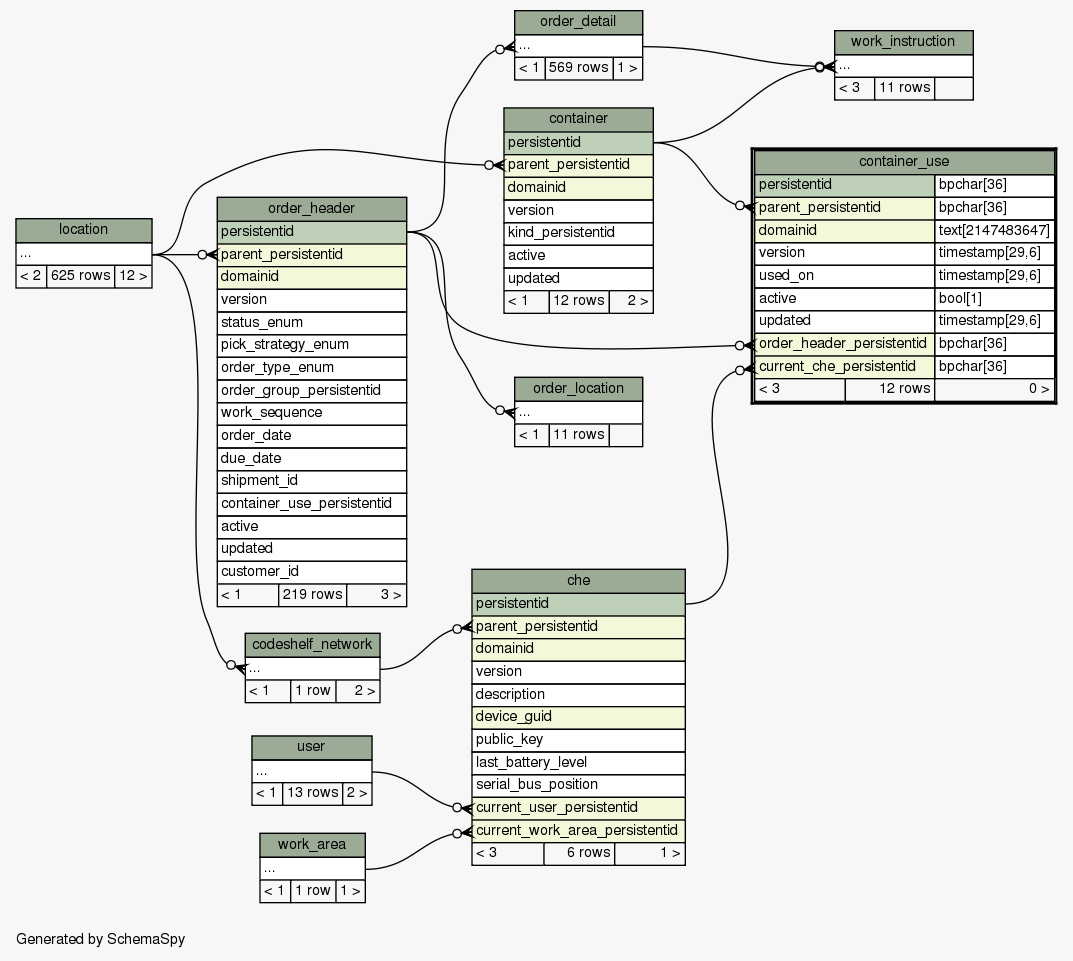 order_detail
...
< 1 569 rows 1 >
work_instruction
...
< 3 11 rows
container
persistentid
parent_persistentid
domainid
version
kind_persistentid
active
updated
< 1 12 rows 2 >
container_use
persistentid bpchar[36]
parent_persistentid bpchar[36]
domainid text[2147483647]
version timestamp[29,6]
used_on timestamp[29,6]
active bool[1]
updated timestamp[29,6]
order_header_persistentid bpchar[36]
current_che_persistentid bpchar[36]
< 3 12 rows 0 >
location
...
< 2 625 rows 12 >
order_header
persistentid
parent_persistentid
domainid
version
status_enum
pick_strategy_enum
order_type_enum
order_group_persistentid
work_sequence
order_date
due_date
shipment_id
container_use_persistentid
active
updated
customer_id
< 1 219 rows 3 >
order_location
...
< 1 11 rows
che
persistentid
parent_persistentid
domainid
version
description
device_guid
public_key
last_battery_level
serial_bus_position
current_user_persistentid
current_work_area_persistentid
< 3 6 rows 1 >
codeshelf_network
...
< 1 1 row 2 >
user
...
< 1 13 rows 2 >
work_area
...
< 1 1 row 1 >
Generated by SchemaSpy